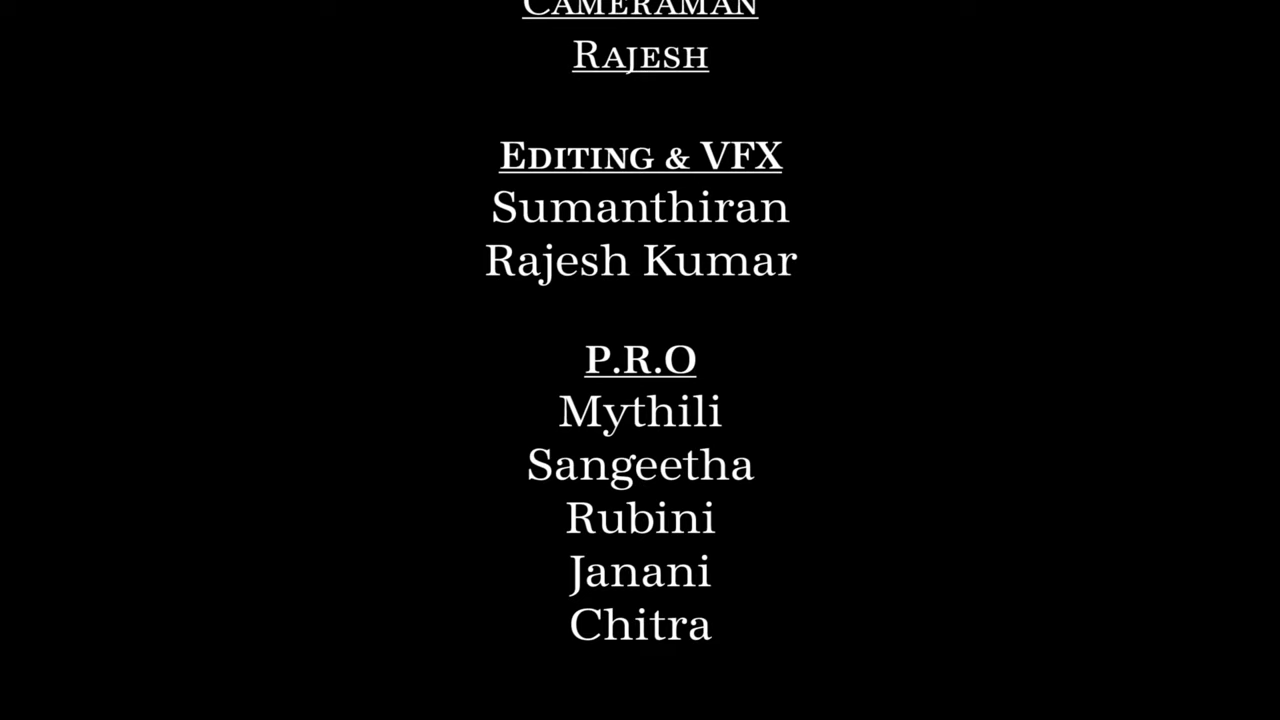 Cameraman
Rajesh
Editing & VFX
Sumanthiran
Rajesh Kumar
P.R.O
Mythili
Sangeetha
Rubini
Janani
Chitra